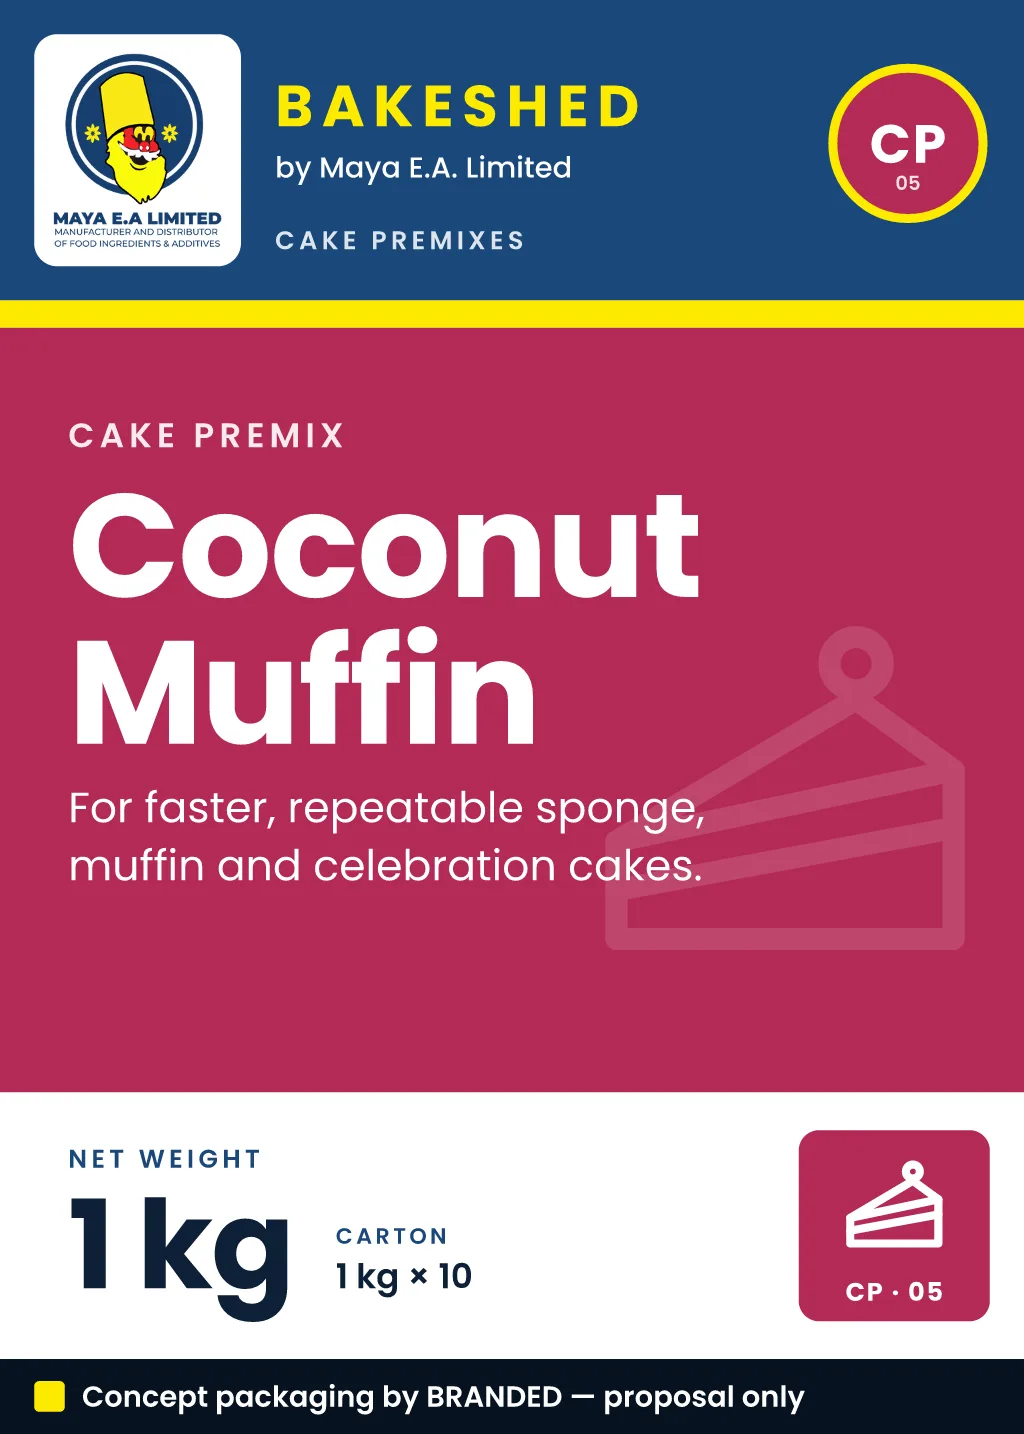 MAYA E.A LIMITED
MANUFACTURER AND DISTRIBUTOR
OF FOOD INGREDIENTS & ADDITIVES
BAKESHED
by Maya E.A. Limited
CAKE PREMIXES
CP
05
CAKE PREMIX
Coconut
Muffin
For faster, repeatable sponge,
muffin and celebration cakes.
NET WEIGHT
1 kg
CARTON
1 kg × 10
CP · 05
Concept packaging by BRANDED — proposal only